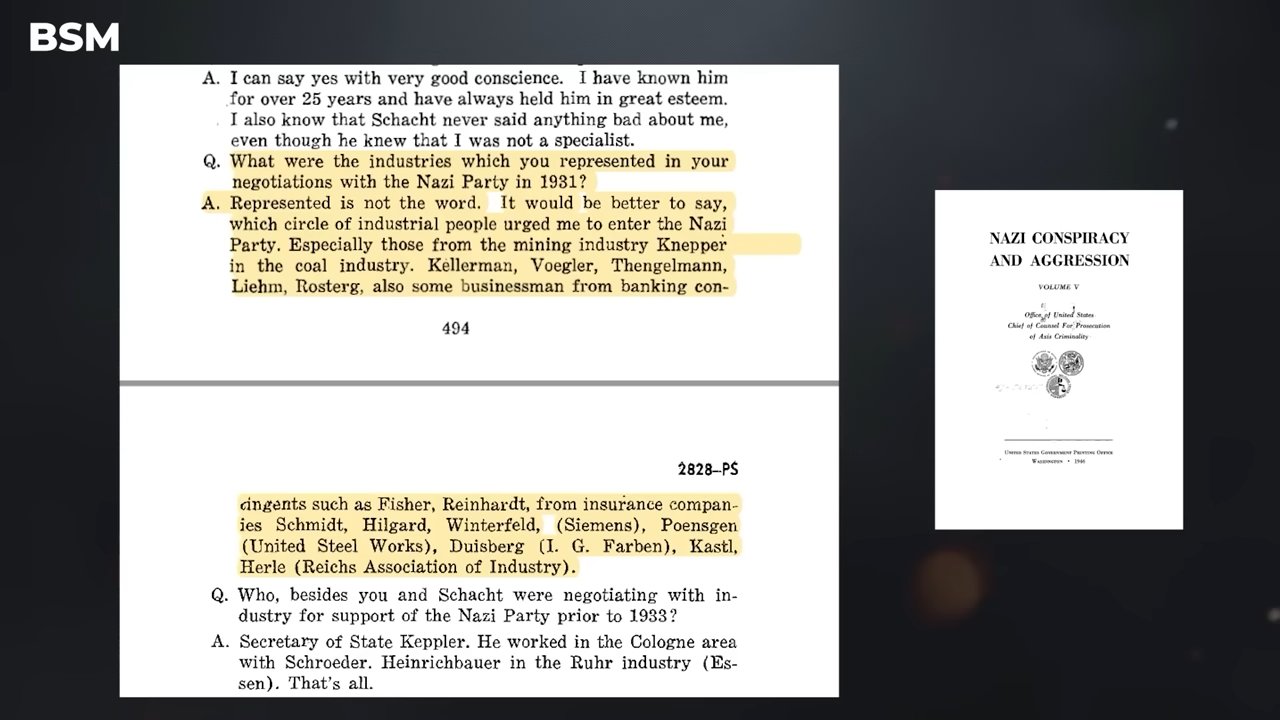 BSM
A. I can say yes with very good conscience. I have known him
for over 25 years and have always held him in great esteem.
I also know that Schacht never said anything bad about me,
even though he knew that I was not a specialist.
Q. What were the industries which you represented in your
negotiations with the Nazi Party in 1931?
A. Represented is not the word. It would be better to say,
which circle of industrial people urged me to enter the Nazi
Party. Especially those from the mining industry Knepper
in the coal industry. Kellerman, Voegler, Thengelmann,
Liehm, Rosterg, also some businessman from banking con-
494
2828–PS
tingents such as Fisher, Reinhardt, from insurance compan-
ies Schmidt, Hilgard, Winterfeld, (Siemens), Poensgen
(United Steel Works), Duisberg (I. G. Farben), Kastl,
Herle (Reichs Association of Industry).
Q. Who, besides you and Schacht were negotiating with in-
dustry for support of the Nazi Party prior to 1933?
A. Secretary of State Keppler. He worked in the Cologne area
with Schroeder. Heinrichbauer in the Ruhr industry (Es-
sen). That's all.
NAZI CONSPIRACY
AND AGGRESSION
VOLUME V
Office of United States
Chief of Counsel For Prosecution
of Axis Criminality
UNITED STATES GOVERNMENT PRINTING OFFICE
WASHINGTON • 1946